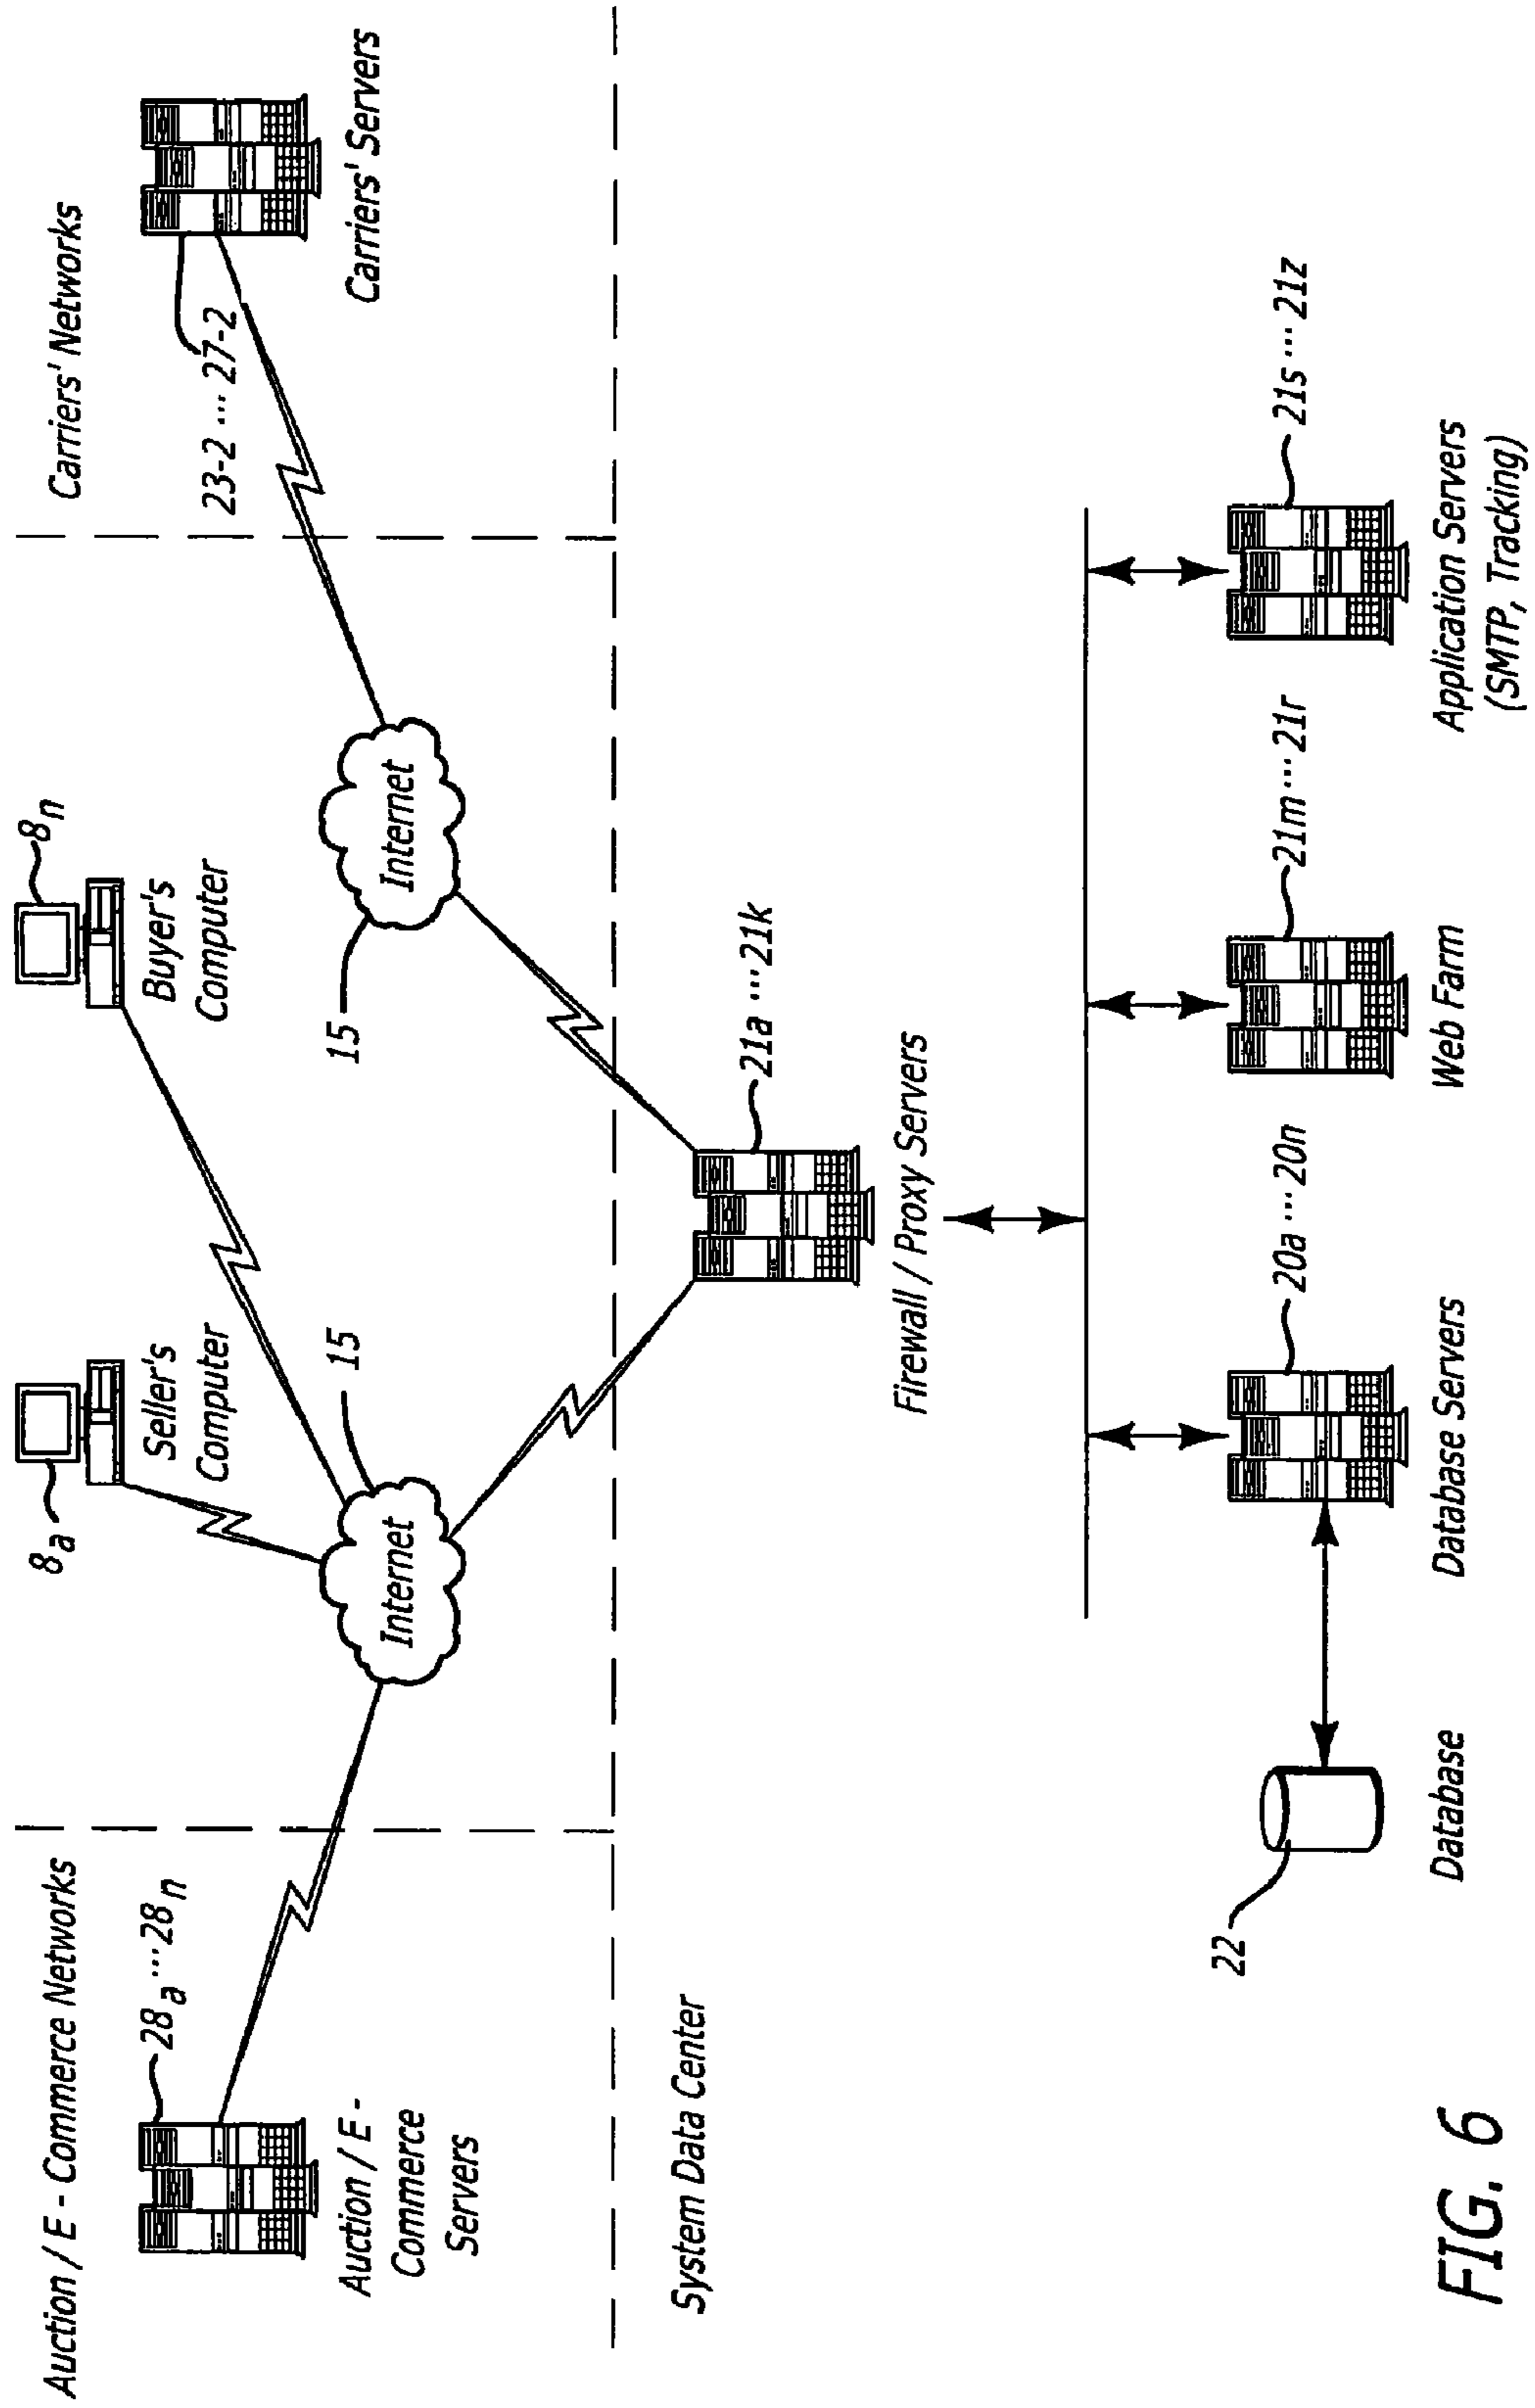 Auction / E - Commerce Networks
Carriers' Networks
8a
8n
Seller's
Computer
Buyer's
Computer
28a ... 28n
23-2 ... 27-2
Auction / E -
Commerce
Servers
Internet
15
15
Internet
Carriers' Servers
System Data Center
21a ... 21k
Firewall / Proxy Servers
22
20a ... 20n
21m ... 21r
21s ... 21z
Database
Database Servers
Web Farm
Application Servers
(SMTP, Tracking)
FIG. 6